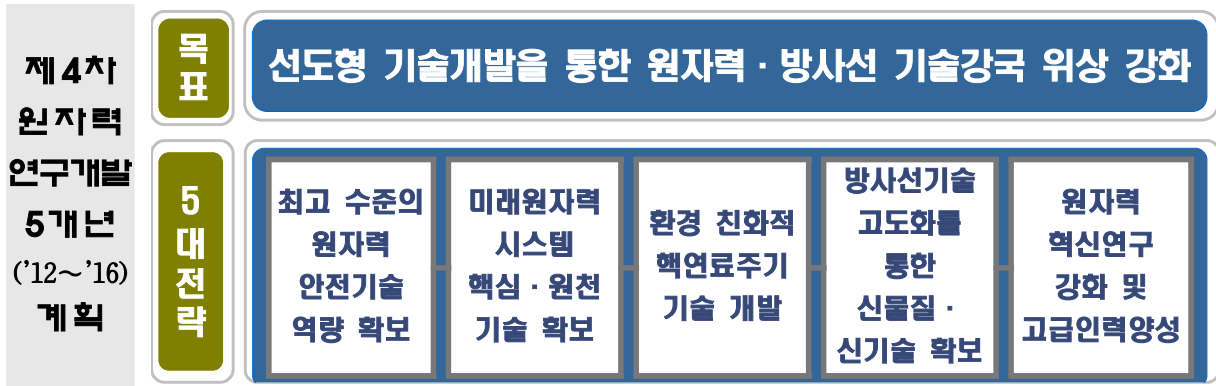 제4차
원자력
연구개발
5개년
('12～'16)
계획
목
표
선도형 기술개발을 통한 원자력·방사선 기술강국 위상 강화
5
대
전
략
최고 수준의
원자력
안전기술
역량 확보
미래원자력
시스템
핵심·원천
기술 확보
환경 친화적
핵연료주기
기술 개발
방사선기술
고도화를
통한
신물질·
신기술 확보
원자력
혁신연구
강화 및
고급인력양성